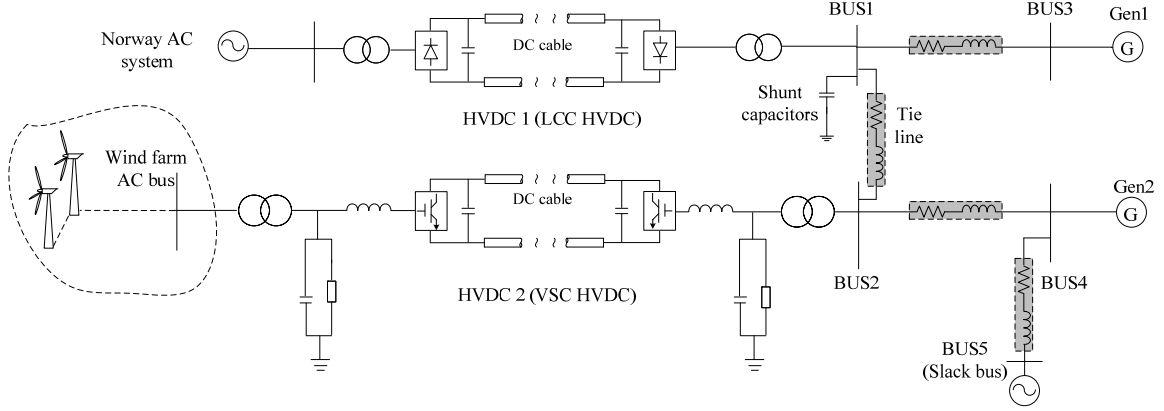 BUS1
BUS3
Gen1
Norway AC
system
DC cable
G
HVDC 1 (LCC HVDC)
Shunt
capacitors
Tie
line
Wind farm
AC bus
DC cable
Gen2
G
HVDC 2 (VSC HVDC)
BUS2
BUS4
BUS5
(Slack bus)